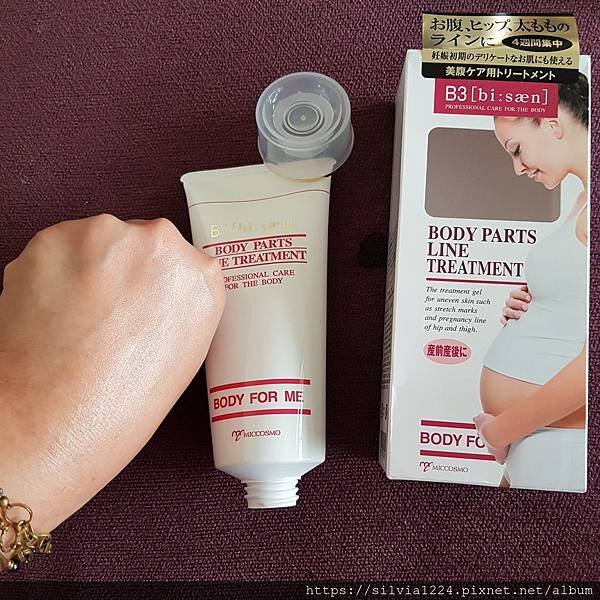 お腹、ヒップ、太ももの
ラインに 4週間集中
妊娠初期のデリケートなお肌にも使える
美腹ケア用トリートメント
B3[bi:sæn]
PROFESSIONAL CARE FOR THE BODY
BODY PARTS
LINE
TREATMENT
The treatment gel
for uneven skin such
as stretch marks
and pregnancy line
of hip and thigh.
産前産後に
BODY FO
MICCOSMO
B3[bi:sæn]
BODY PARTS
NE TREATMENT
ROFESSIONAL CARE
FOR THE BODY
BODY FOR ME.
MICCOSMO
https://silvia1224.pixnet.net/album